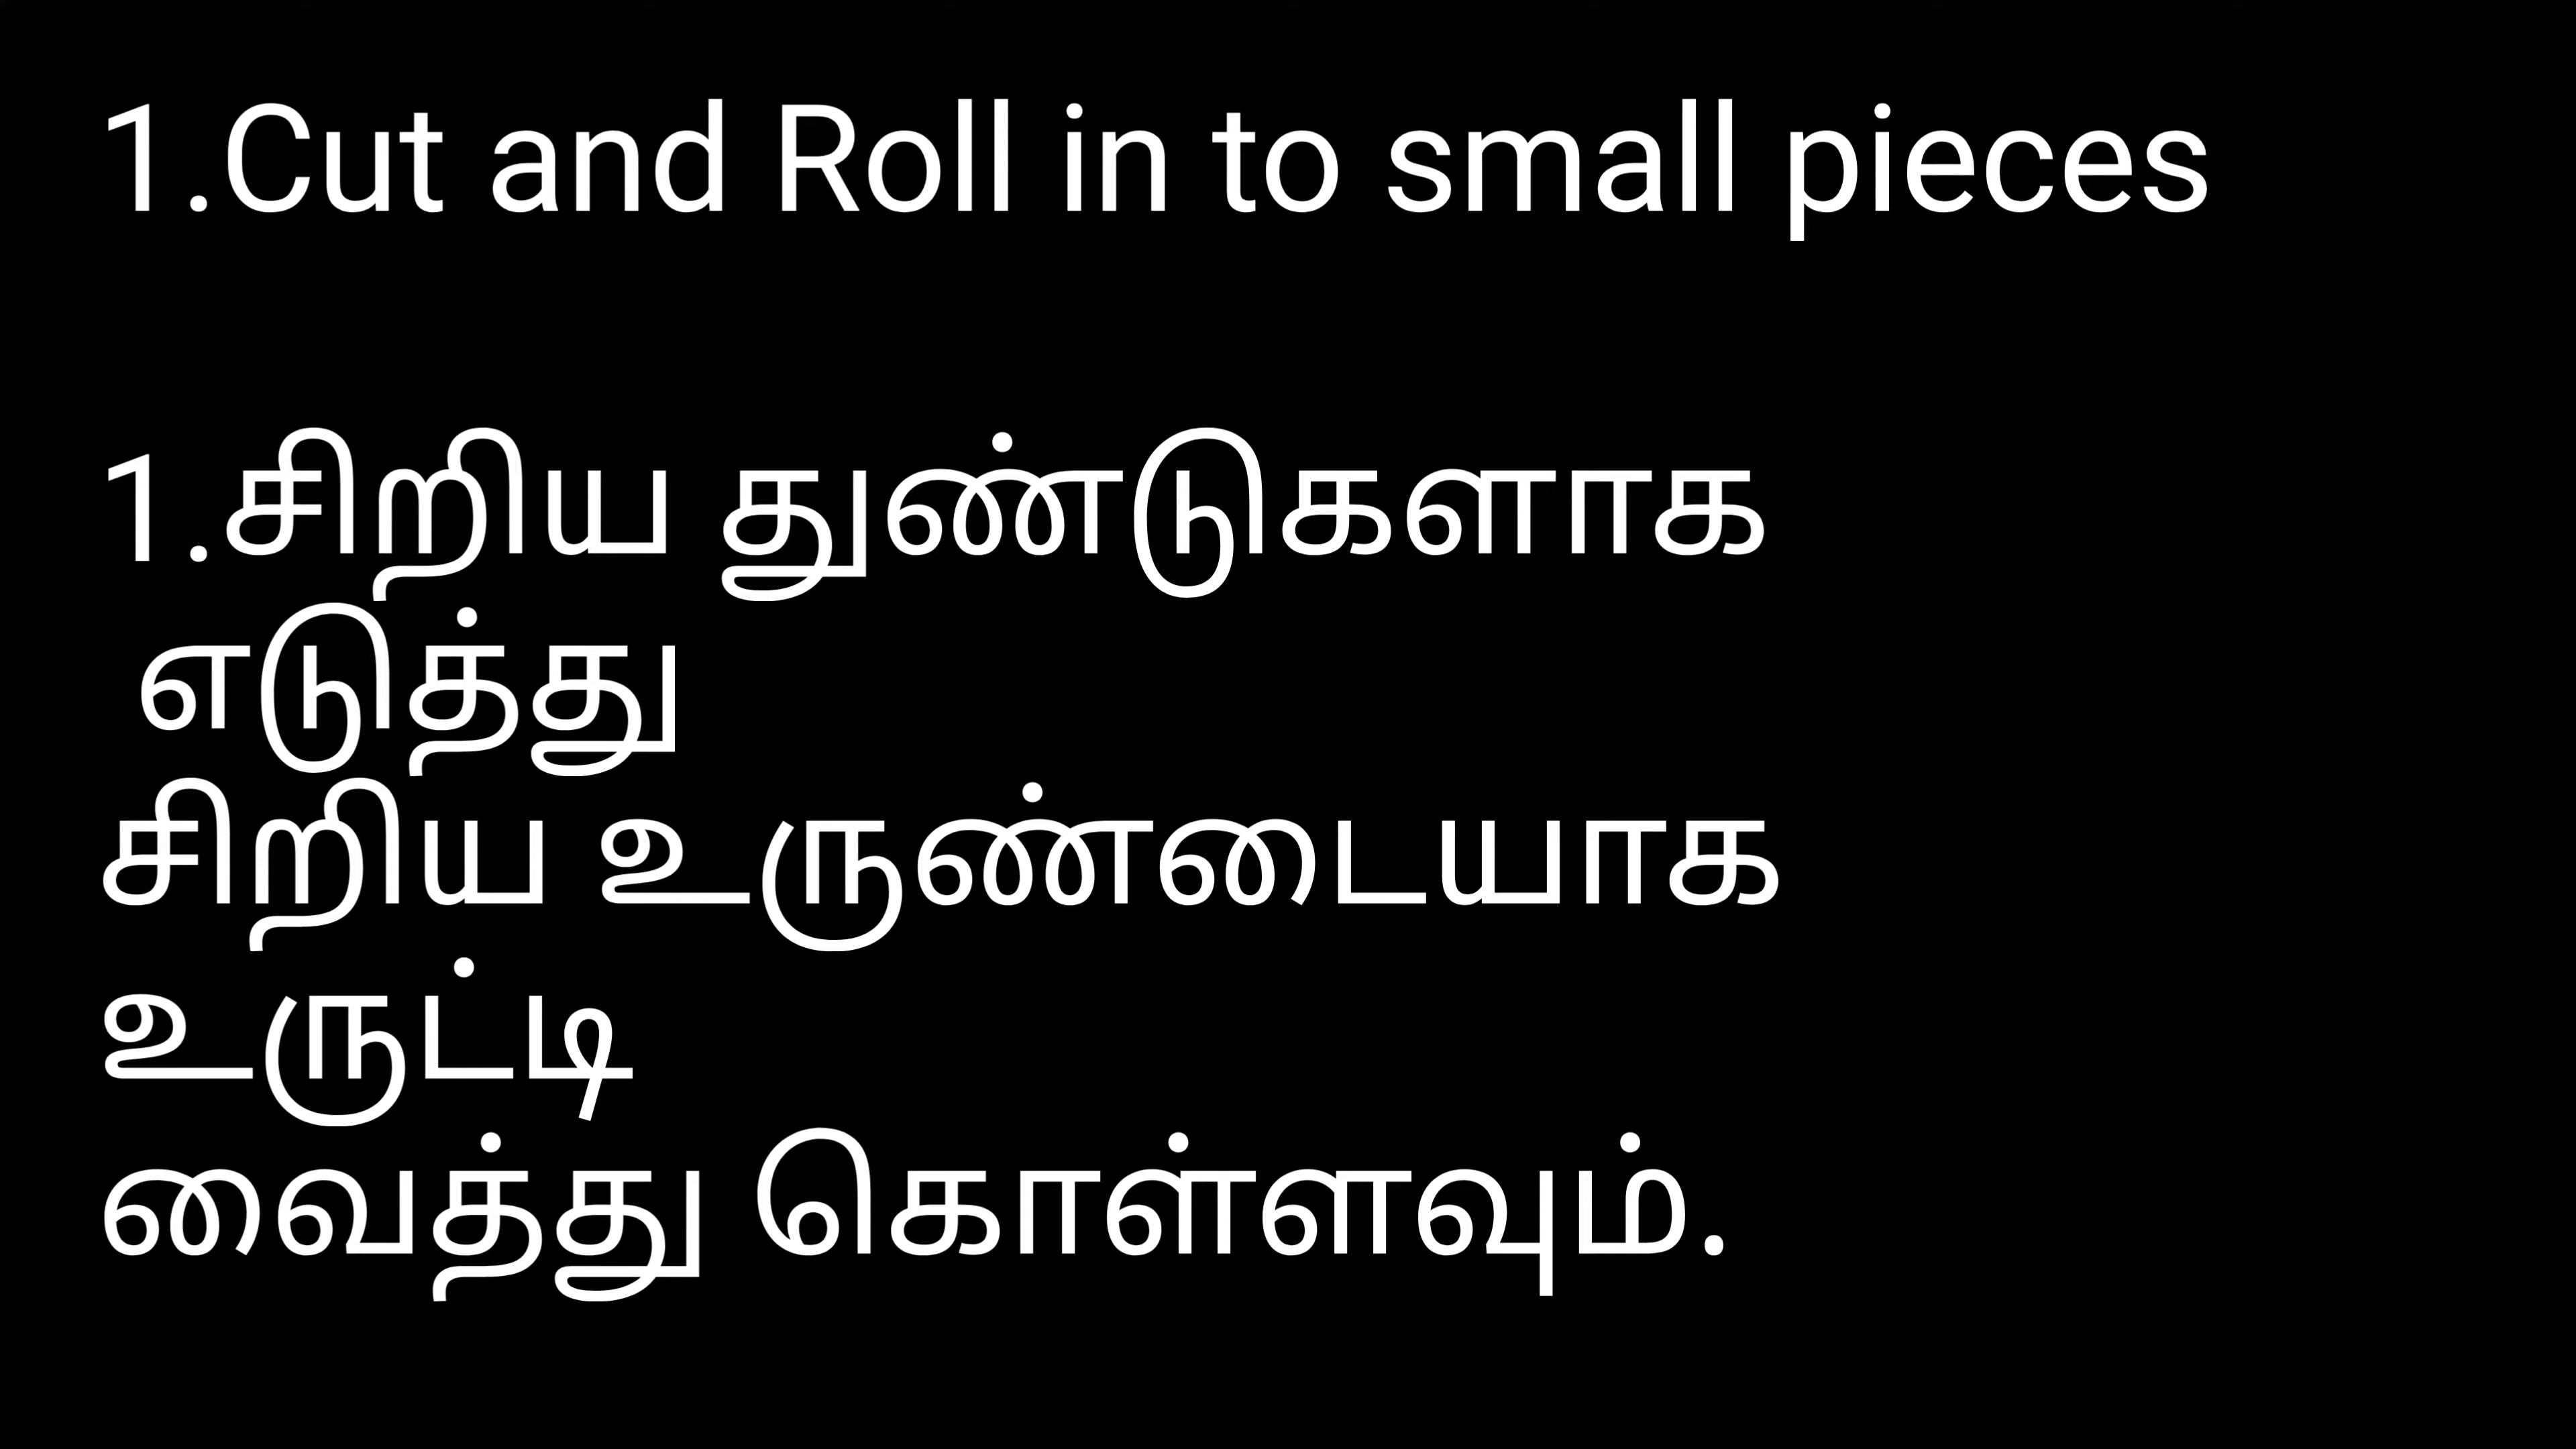 1.Cut and Roll in to small pieces
1.சிறிய துண்டுகளாக
எடுத்து
சிறிய உருண்டையாக
உருட்டி
வைத்து கொள்ளவும்.